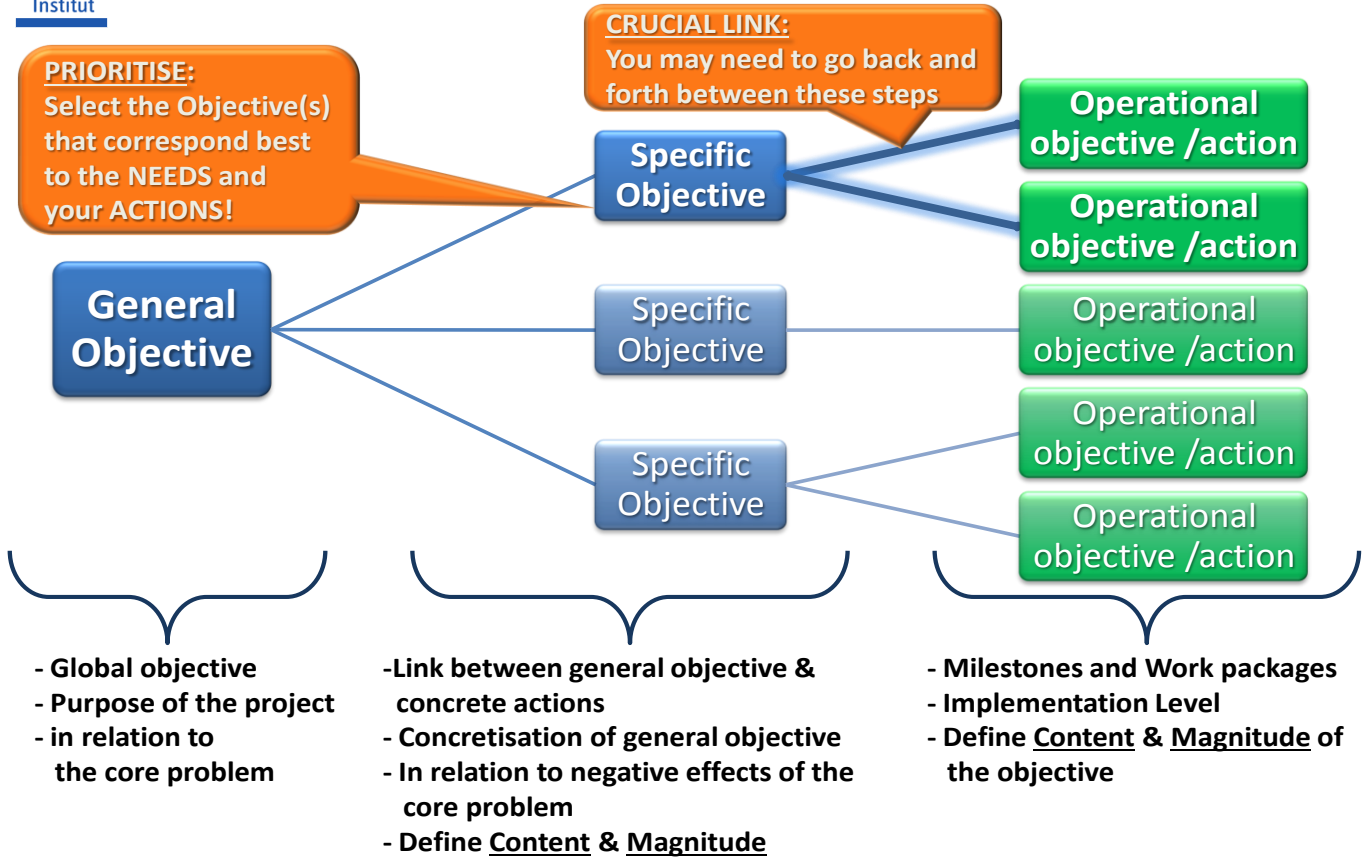 Institut
PRIORITISE:
Select the Objective(s)
that correspond best
to the NEEDS and
your ACTIONS!
CRUCIAL LINK:
You may need to go back and
forth between these steps
General
Objective
Specific
Objective
Specific
Objective
Specific
Objective
Operational
objective /action
Operational
objective /action
Operational
objective /action
Operational
objective /action
Operational
objective /action
- Global objective
- Purpose of the project
- in relation to
the core problem
-Link between general objective &
concrete actions
- Concretisation of general objective
- In relation to negative effects of the
core problem
- Define Content & Magnitude
- Milestones and Work packages
- Implementation Level
- Define Content & Magnitude of
the objective